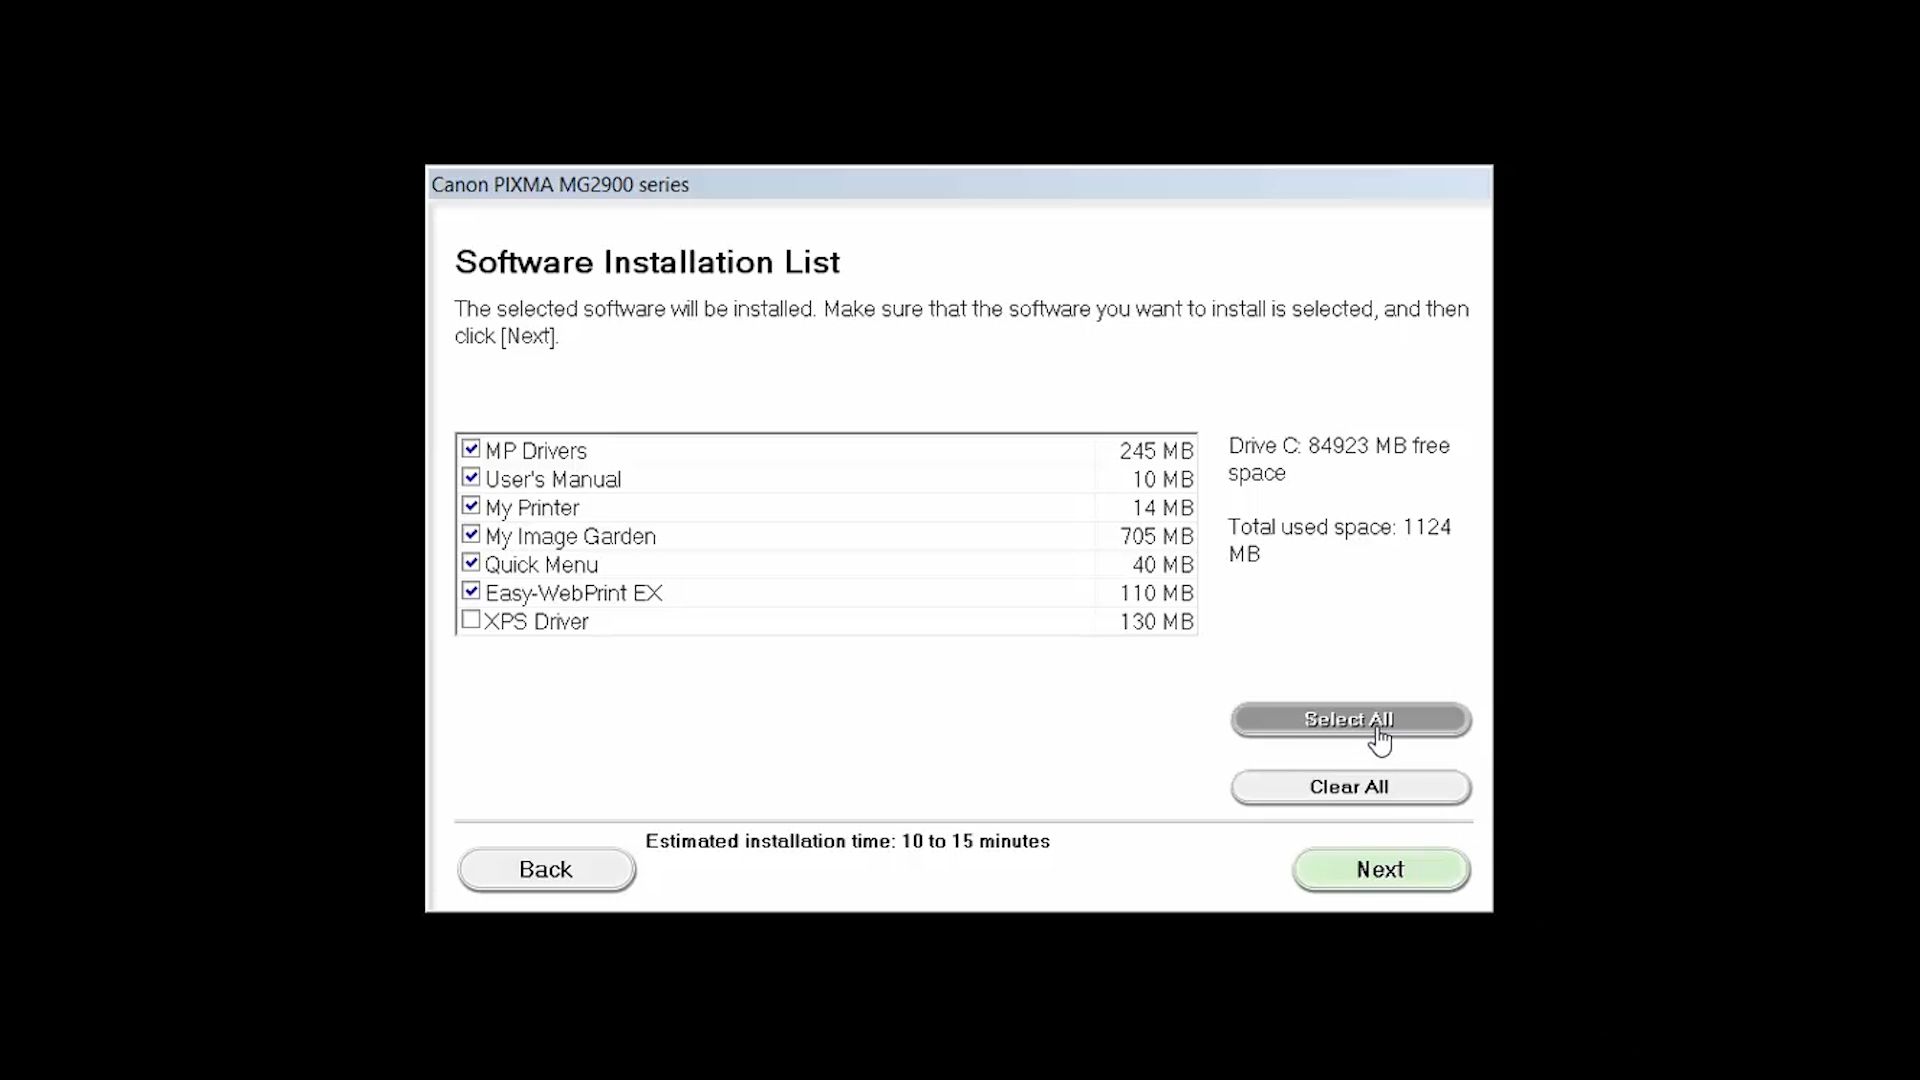 Canon PIXMA MG2900 series
Software Installation List
The selected software will be installed. Make sure that the software you want to install is selected, and then
click [Next].
MP Drivers 245 MB
User's Manual 10 MB
My Printer 14 MB
My Image Garden 705 MB
Quick Menu 40 MB
Easy-WebPrint EX 110 MB
XPS Driver 130 MB
Drive C: 84923 MB free
space
Total used space: 1124
MB
Select All
Clear All
Estimated installation time: 10 to 15 minutes
Back
Next